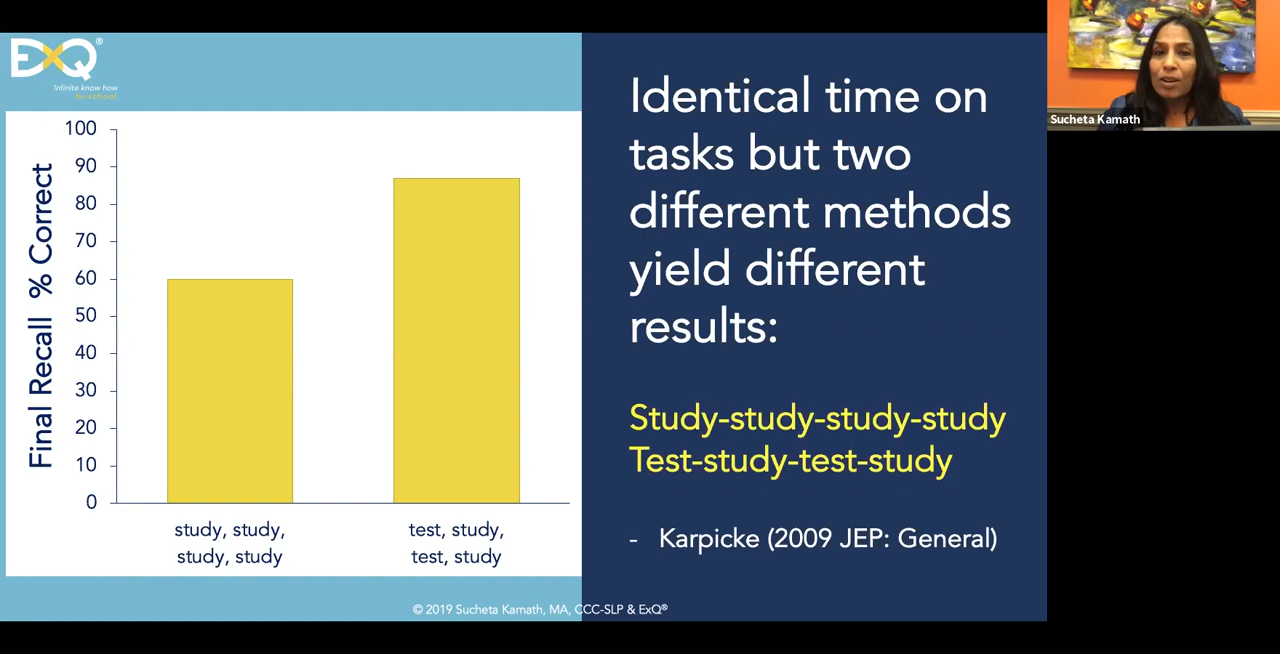 ExQ®
Infinite know how
for school
Final Recall % Correct
100
90
80
70
60
50
40
30
20
10
0
study, study,
study, study
test, study,
test, study
Identical time on
tasks but two
different methods
yield different
results:
Study-study-study-study
Test-study-test-study
- Karpicke (2009 JEP: General)
© 2019 Sucheta Kamath, MA, CCC-SLP & ExQ®
Sucheta Kamath